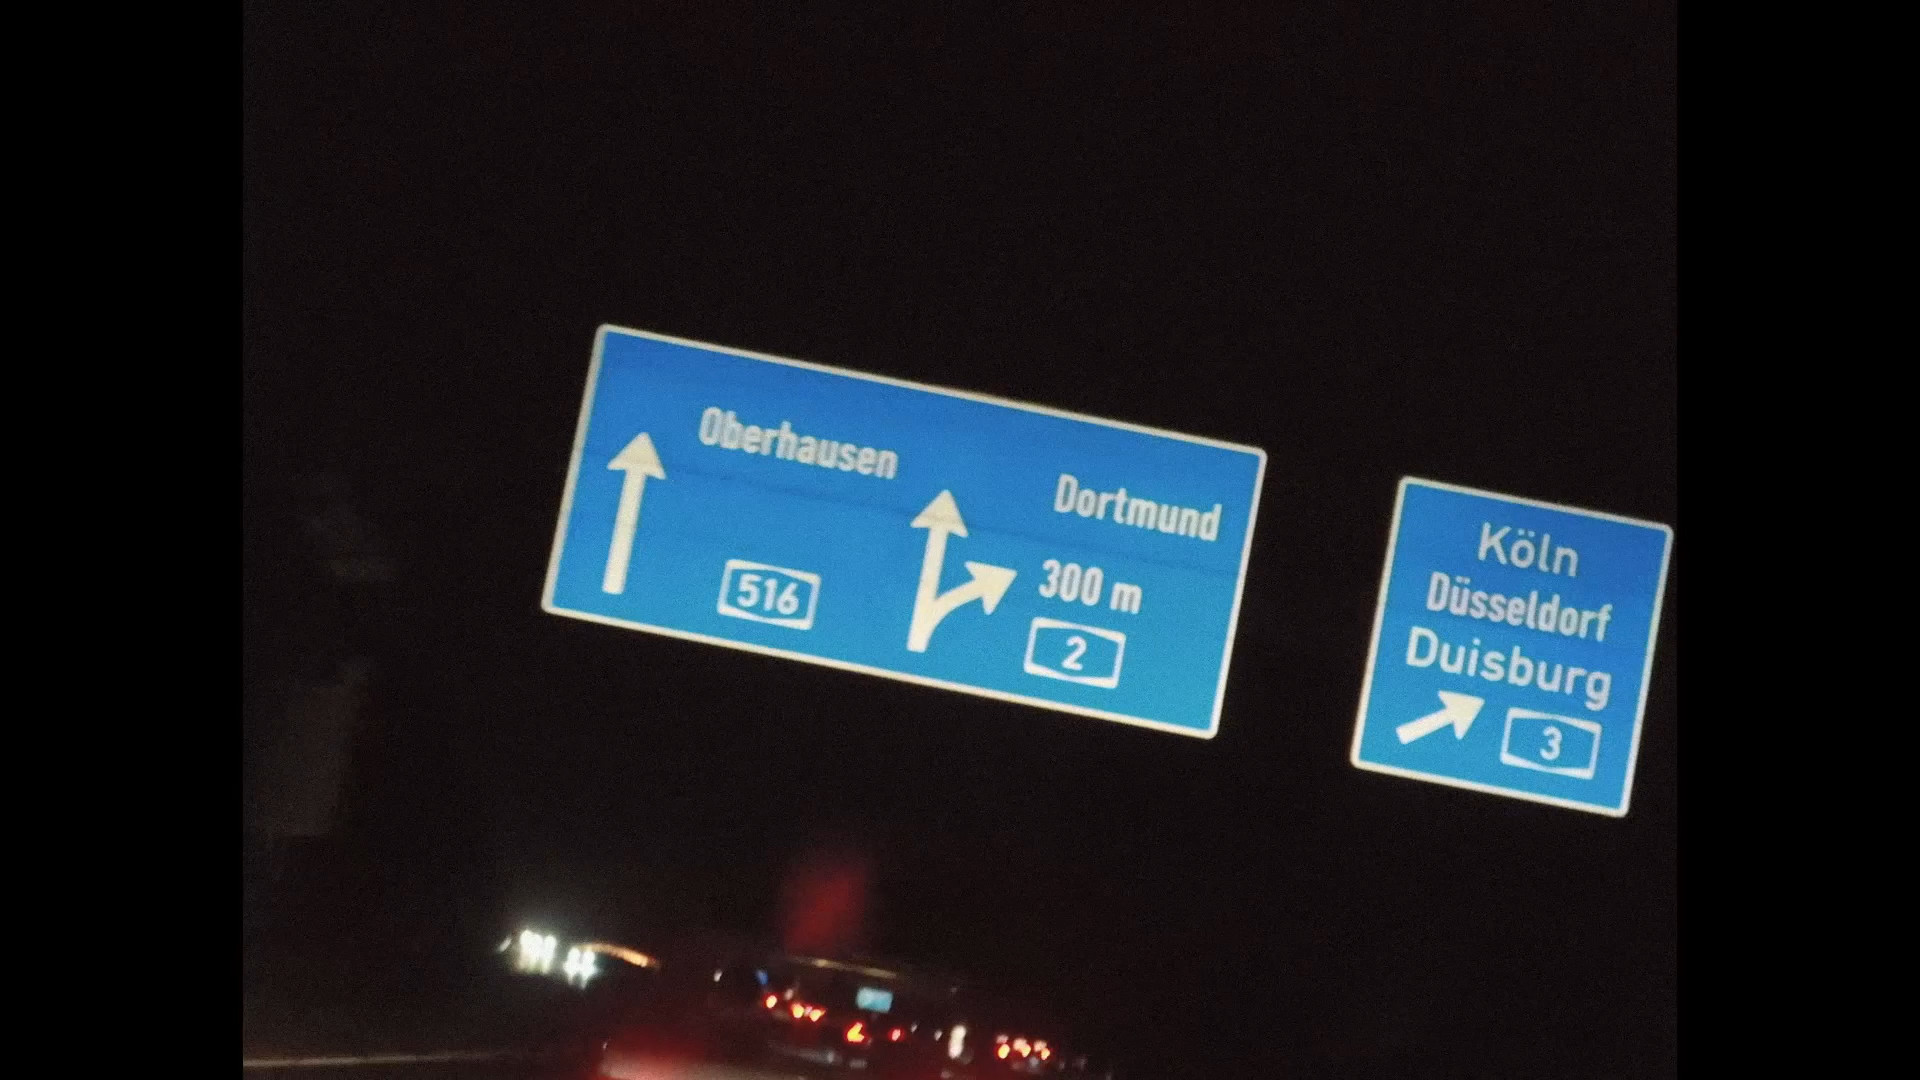 Oberhausen
516
Dortmund
300 m
2
Köln
Düsseldorf
Duisburg
3